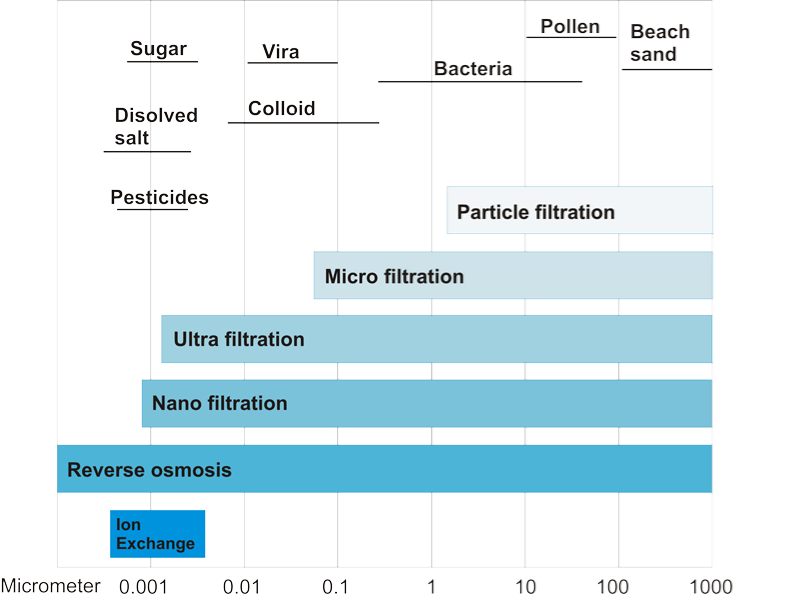 Pollen
Beach
sand
Sugar
Vira
Bacteria
Disolved
salt
Colloid
Pesticides
Particle filtration
Micro filtration
Ultra filtration
Nano filtration
Reverse osmosis
Ion
Exchange
Micrometer 0.001 0.01 0.1 1 10 100 1000